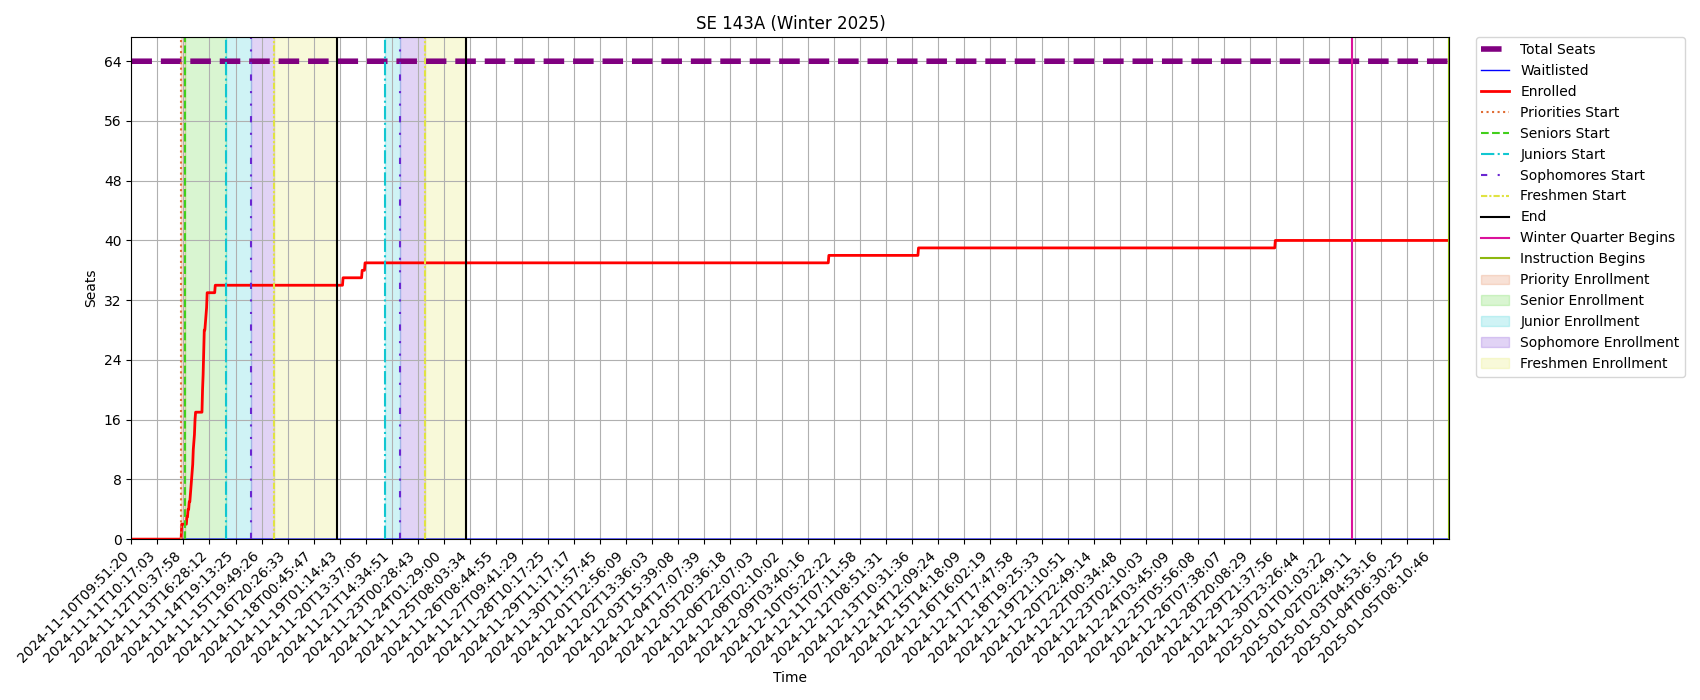 SE 143A (Winter 2025)
64
56
48
40
32
24
16
8
0
Seats
2024-11-10T09:51:20
2024-11-11T10:17:03
2024-11-12T10:37:58
2024-11-13T16:28:12
2024-11-14T19:13:25
2024-11-15T19:49:26
2024-11-16T20:26:33
2024-11-18T00:45:47
2024-11-19T01:14:43
2024-11-20T13:37:05
2024-11-21T14:34:51
2024-11-23T00:28:43
2024-11-24T01:29:00
2024-11-25T08:03:34
2024-11-26T08:44:55
2024-11-27T09:41:29
2024-11-28T10:17:25
2024-11-29T11:17:17
2024-11-30T11:57:45
2024-12-01T12:56:09
2024-12-02T13:36:03
2024-12-03T15:39:08
2024-12-04T17:07:39
2024-12-05T20:36:18
2024-12-06T22:07:03
2024-12-08T02:10:02
2024-12-09T03:40:16
2024-12-10T05:22:22
2024-12-11T07:11:58
2024-12-12T08:51:31
2024-12-13T10:31:36
2024-12-14T12:09:24
2024-12-15T14:18:09
2024-12-16T16:02:19
2024-12-17T17:47:58
2024-12-18T19:25:33
2024-12-19T21:10:51
2024-12-20T22:49:14
2024-12-22T00:34:48
2024-12-23T02:10:03
2024-12-24T03:45:09
2024-12-25T05:56:08
2024-12-26T07:38:07
2024-12-28T20:08:29
2024-12-29T21:37:56
2024-12-30T23:26:44
2025-01-01T01:03:22
2025-01-02T02:49:11
2025-01-03T04:53:16
2025-01-04T06:30:25
2025-01-05T08:10:46
Time
Total Seats
Waitlisted
Enrolled
Priorities Start
Seniors Start
Juniors Start
Sophomores Start
Freshmen Start
End
Winter Quarter Begins
Instruction Begins
Priority Enrollment
Senior Enrollment
Junior Enrollment
Sophomore Enrollment
Freshmen Enrollment